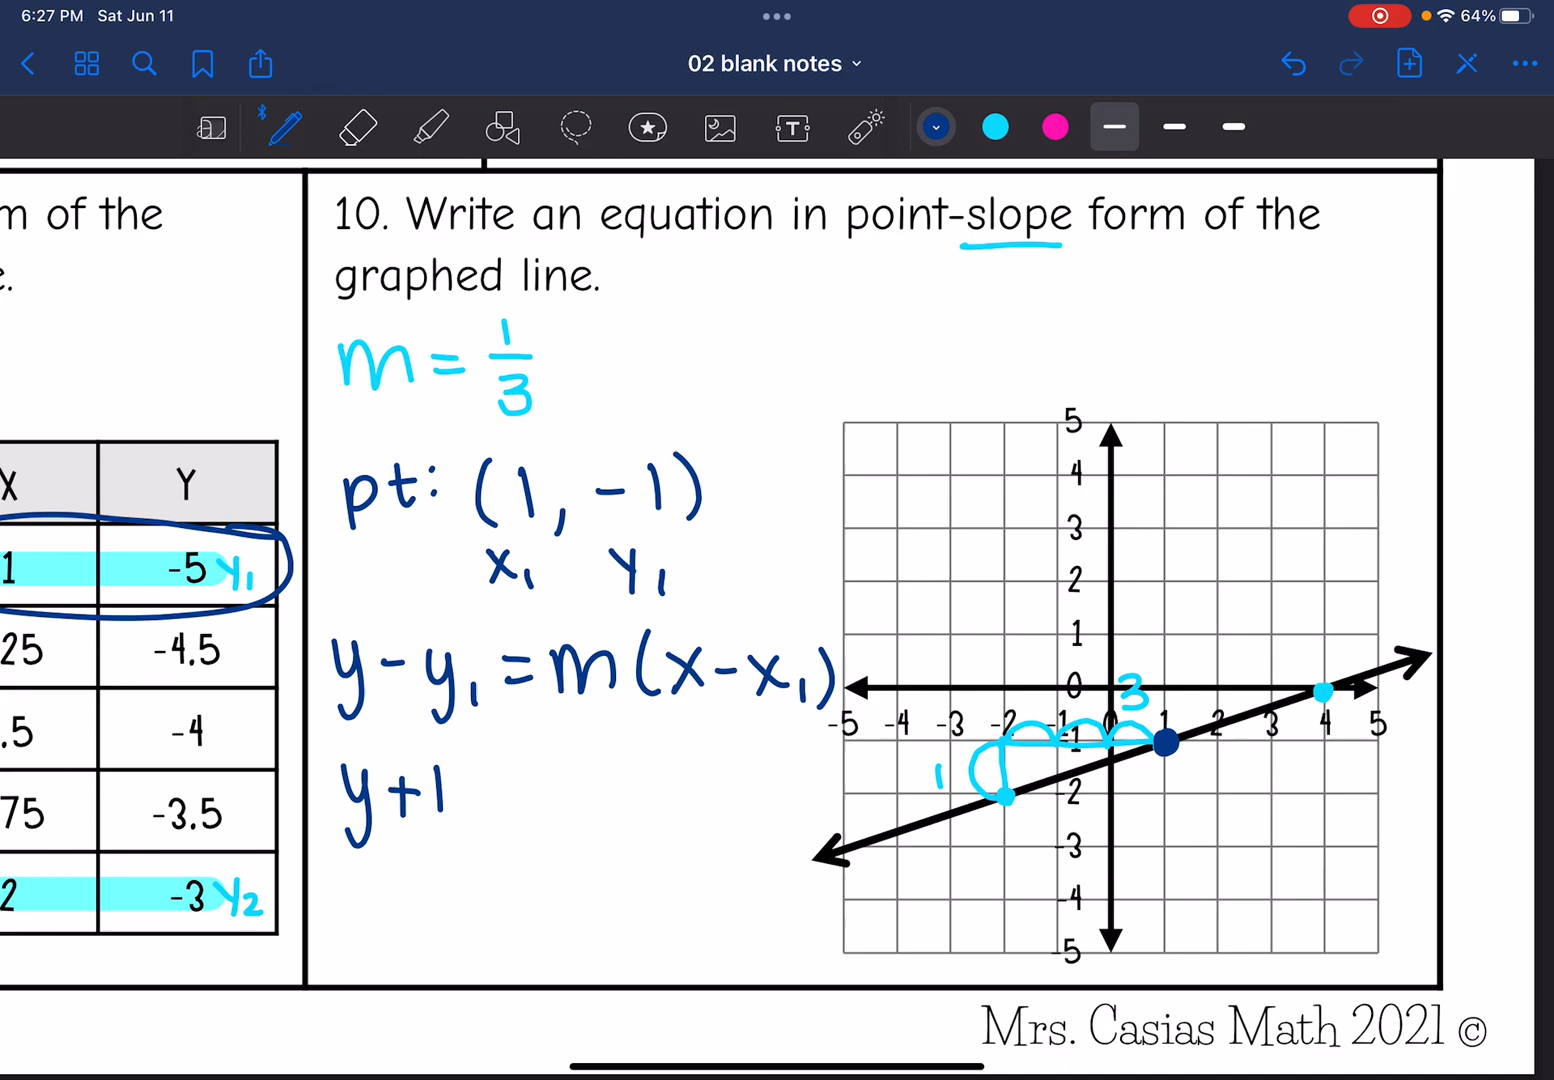 6:27 PM Sat Jun 11
64%
02 blank notes
T
m of the
e.
X Y
1 -5 y₁
25 -4.5
.5 -4
75 -3.5
2 -3 y₂
10. Write an equation in point-slope form of the
graphed line.
m = 1/3
pt: (1, -1)
x₁ y₁
y - y₁ = m(x - x₁)
y + 1
5
4
3
2
1
0
3
-5 -4 -3 -2 -1 0 1 2 3 4 5
-1
1
-2
-3
-4
-5
Mrs. Casias Math 2021 ©